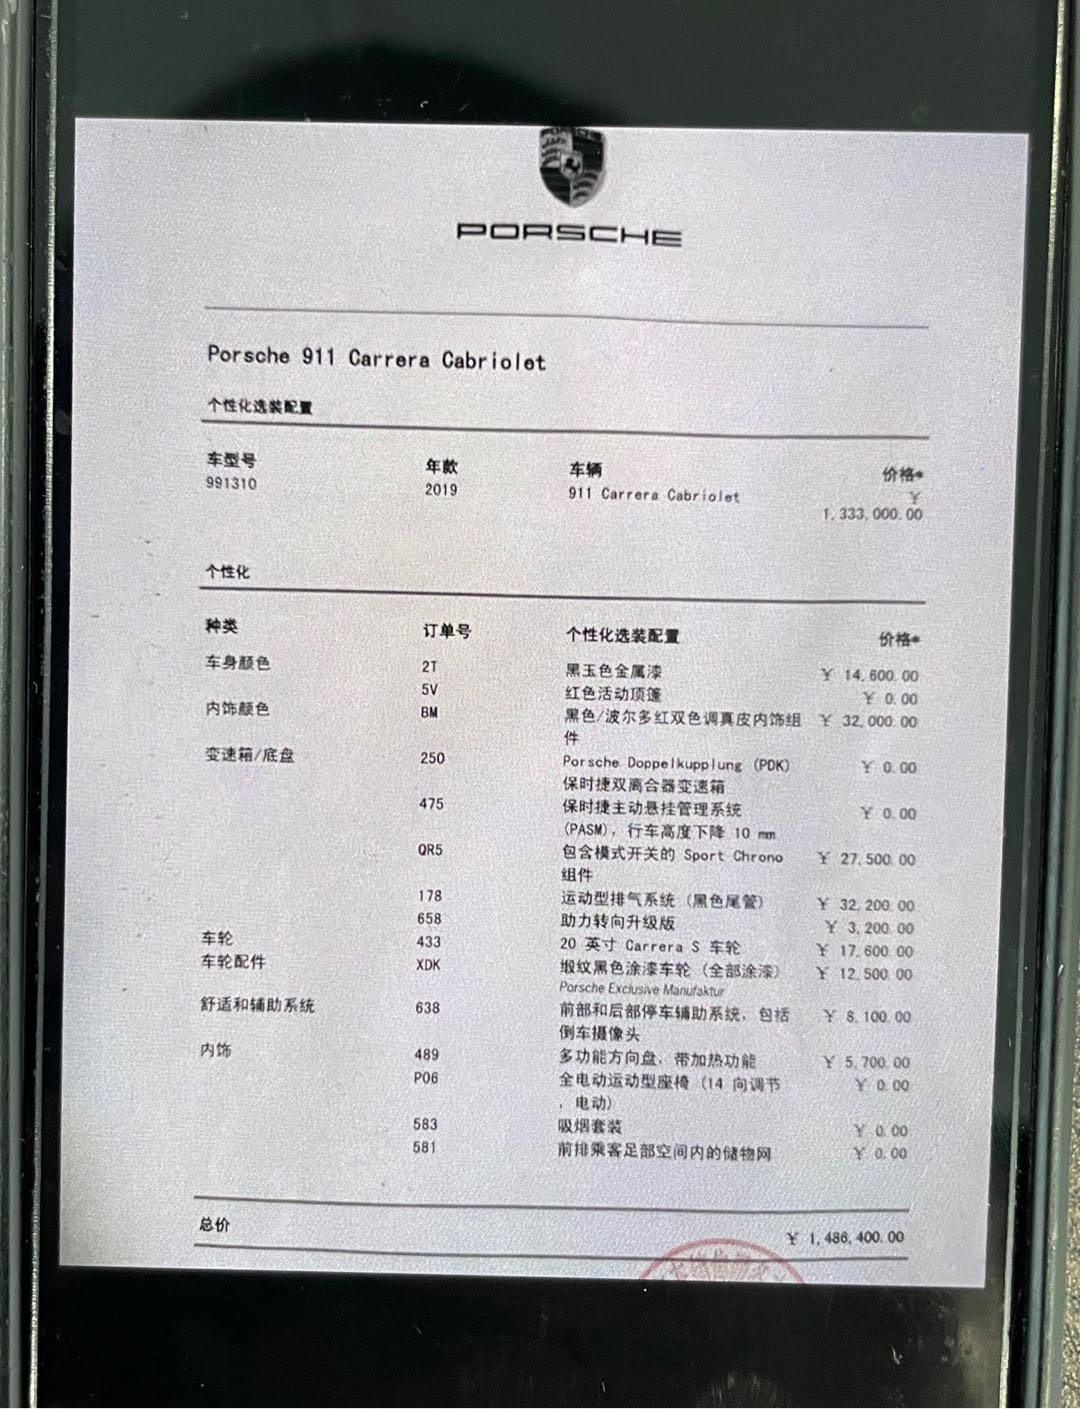 PORSCHE
Porsche 911 Carrera Cabriolet
个性化选装配置
车型号 年款 车辆 价格*
991310 2019 911 Carrera Cabriolet ¥
1,333,000.00
个性化
种类 订单号 个性化选装配置 价格*
车身颜色 2T 黑玉色金属漆 ¥ 14,600.00
5V 红色活动顶篷 ¥ 0.00
内饰颜色 BM 黑色/波尔多红双色调真皮内饰组 ¥ 32,000.00
件
变速箱/底盘 250 Porsche Doppelkupplung (PDK) ¥ 0.00
保时捷双离合器变速箱
475 保时捷主动悬挂管理系统 ¥ 0.00
(PASM), 行车高度下降 10 mm
QR5 包含模式开关的 Sport Chrono ¥ 27,500.00
组件
178 运动型排气系统 (黑色尾管) ¥ 32,200.00
658 助力转向升级版 ¥ 3,200.00
车轮 433 20 英寸 Carrera S 车轮 ¥ 17,600.00
车轮配件 XDK 缎纹黑色涂漆车轮 (全部涂漆) ¥ 12,500.00
Porsche Exclusive Manufaktur
舒适和辅助系统 638 前部和后部停车辅助系统, 包括 ¥ 8,100.00
倒车摄像头
内饰 489 多功能方向盘, 带加热功能 ¥ 5,700.00
P06 全电动运动型座椅 (14 向调节 ¥ 0.00
, 电动)
583 吸烟套装 ¥ 0.00
581 前排乘客足部空间内的储物网 ¥ 0.00
总价 ¥ 1,486,400.00